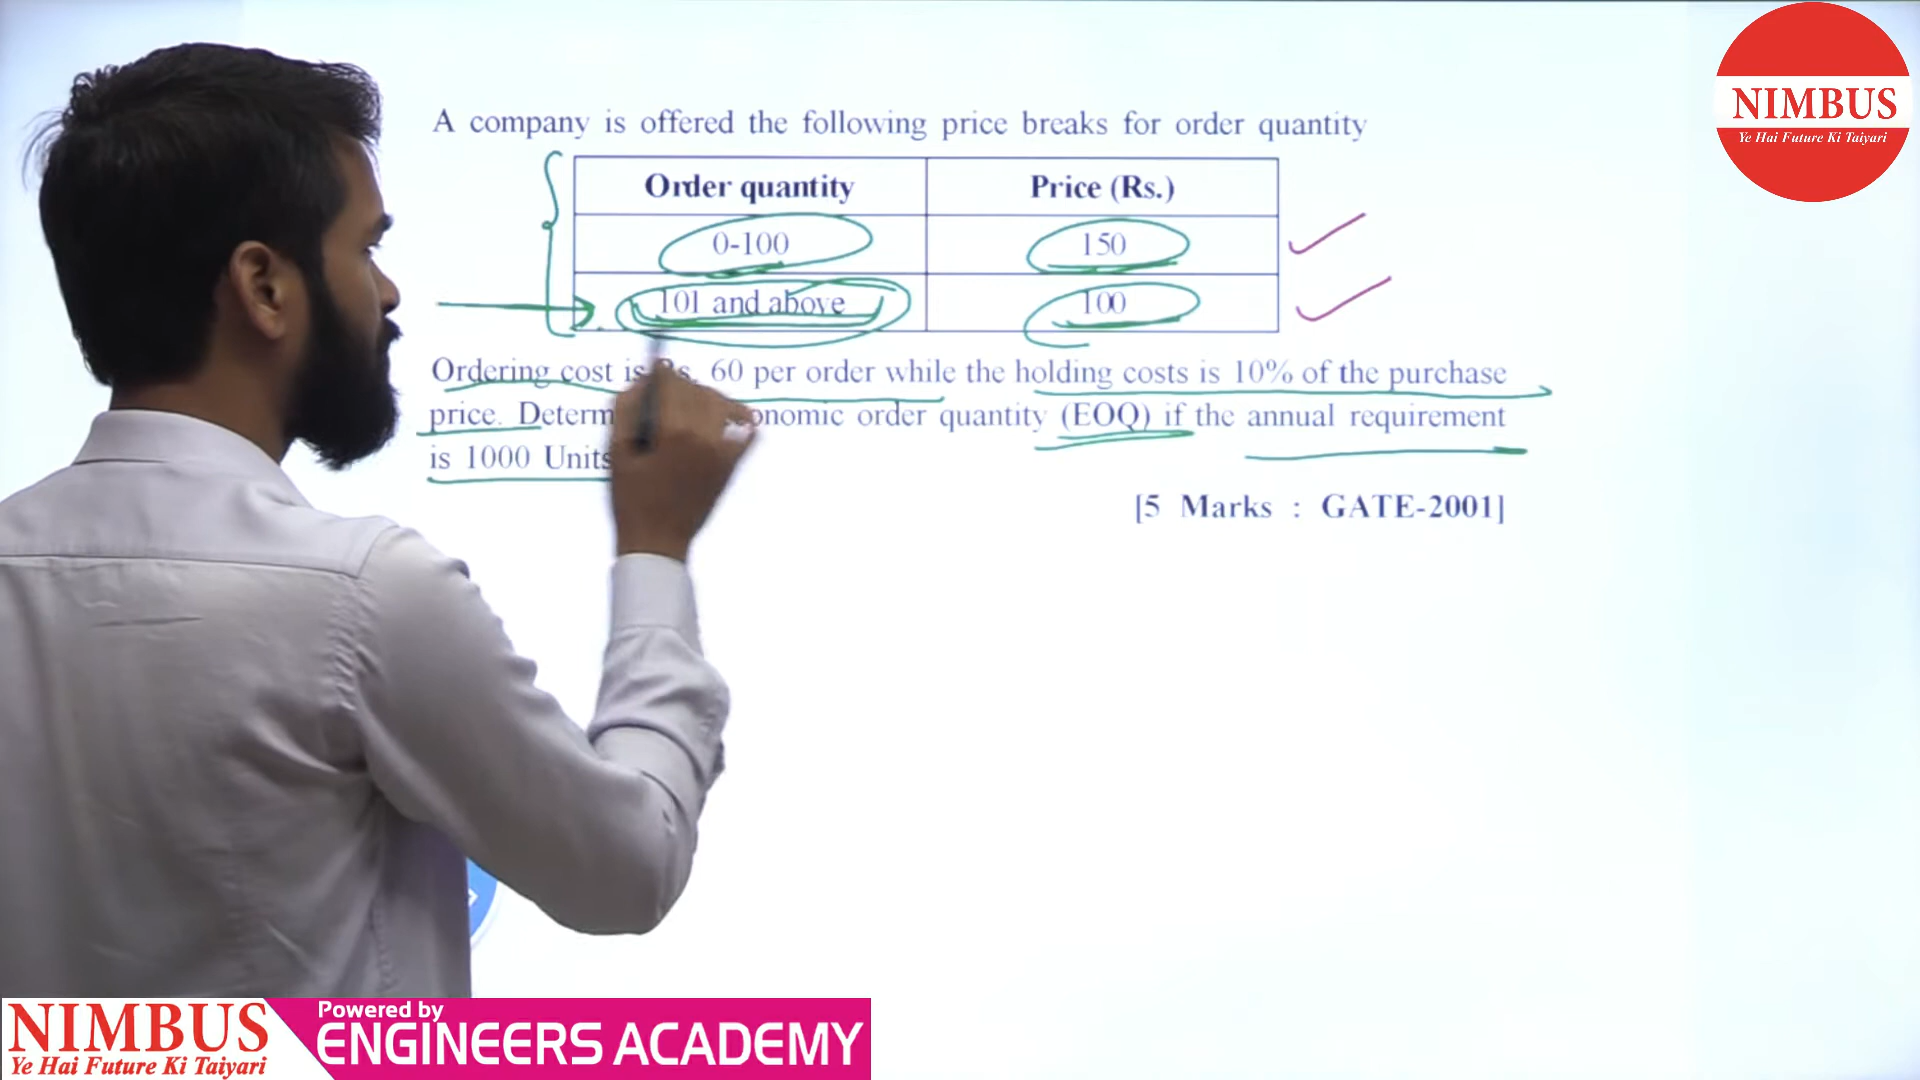 NIMBUS
Ye Hai Future Ki Taiyari
A company is offered the following price breaks for order quantity
Order quantity Price (Rs.)
0-100 150
101 and above 100
Ordering cost is Rs. 60 per order while the holding costs is 10% of the purchase
price. onomic order quantity (EOQ) if the annual requirement
is 1000 Units
[5 Marks : GATE-2001]
NIMBUS
Ye Hai Future Ki Taiyari
Powered by
ENGINEERS ACADEMY